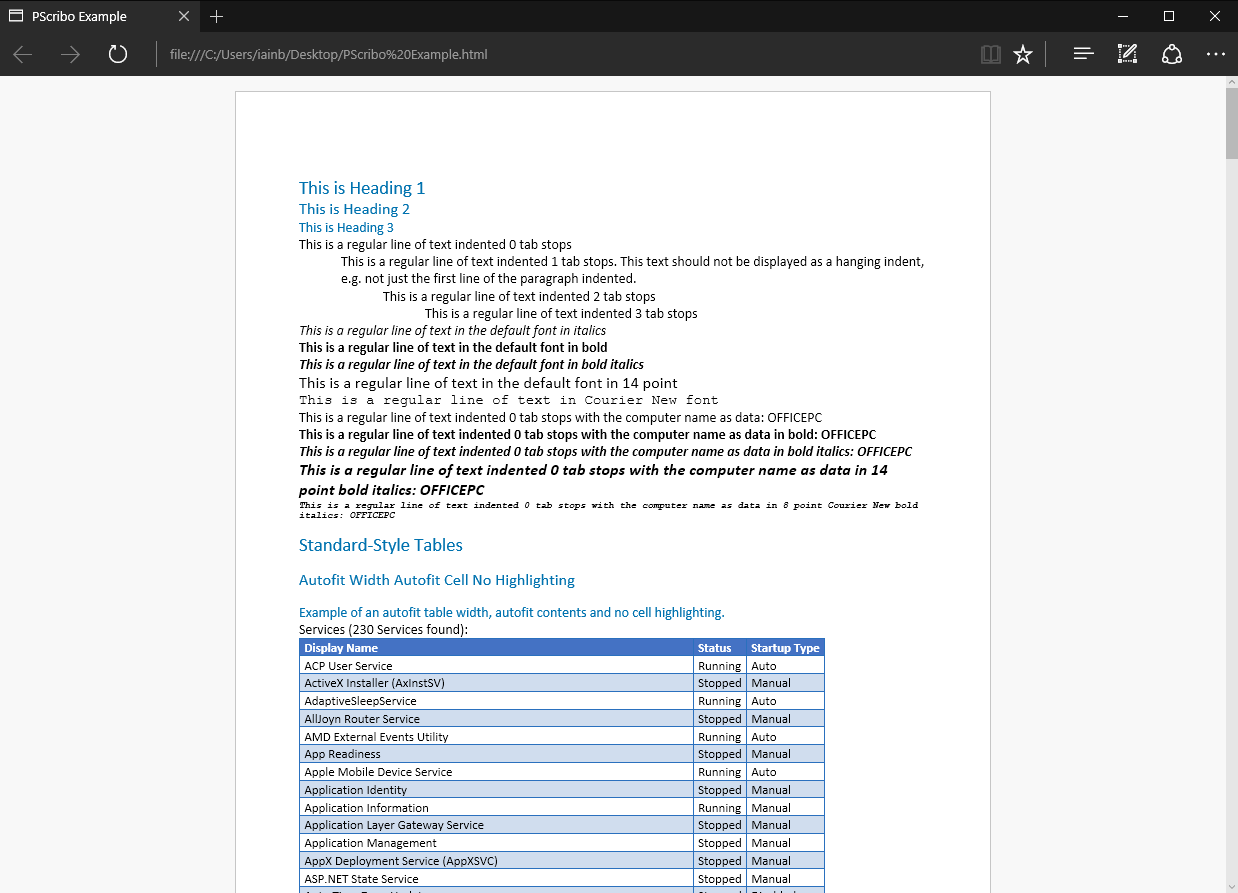 PScribo Example
file:///C:/Users/iainb/Desktop/PScribo%20Example.html
This is Heading 1
This is Heading 2
This is Heading 3
This is a regular line of text indented 0 tab stops
This is a regular line of text indented 1 tab stops. This text should not be displayed as a hanging indent,
e.g. not just the first line of the paragraph indented.
This is a regular line of text indented 2 tab stops
This is a regular line of text indented 3 tab stops
This is a regular line of text in the default font in italics
This is a regular line of text in the default font in bold
This is a regular line of text in the default font in bold italics
This is a regular line of text in the default font in 14 point
This is a regular line of text in Courier New font
This is a regular line of text indented 0 tab stops with the computer name as data: OFFICEPC
This is a regular line of text indented 0 tab stops with the computer name as data in bold: OFFICEPC
This is a regular line of text indented 0 tab stops with the computer name as data in bold italics: OFFICEPC
This is a regular line of text indented 0 tab stops with the computer name as data in 14
point bold italics: OFFICEPC
This is a regular line of text indented 0 tab stops with the computer name as data in 8 point Courier New bold
italics: OFFICEPC
Standard-Style Tables
Autofit Width Autofit Cell No Highlighting
Example of an autofit table width, autofit contents and no cell highlighting.
Services (230 Services found):
Display Name Status Startup Type
ACP User Service Running Auto
ActiveX Installer (AxInstSV) Stopped Manual
AdaptiveSleepService Running Auto
AllJoyn Router Service Stopped Manual
AMD External Events Utility Running Auto
App Readiness Stopped Manual
Apple Mobile Device Service Running Auto
Application Identity Stopped Manual
Application Information Running Manual
Application Layer Gateway Service Stopped Manual
Application Management Stopped Manual
AppX Deployment Service (AppXSVC) Stopped Manual
ASP.NET State Service Stopped Manual